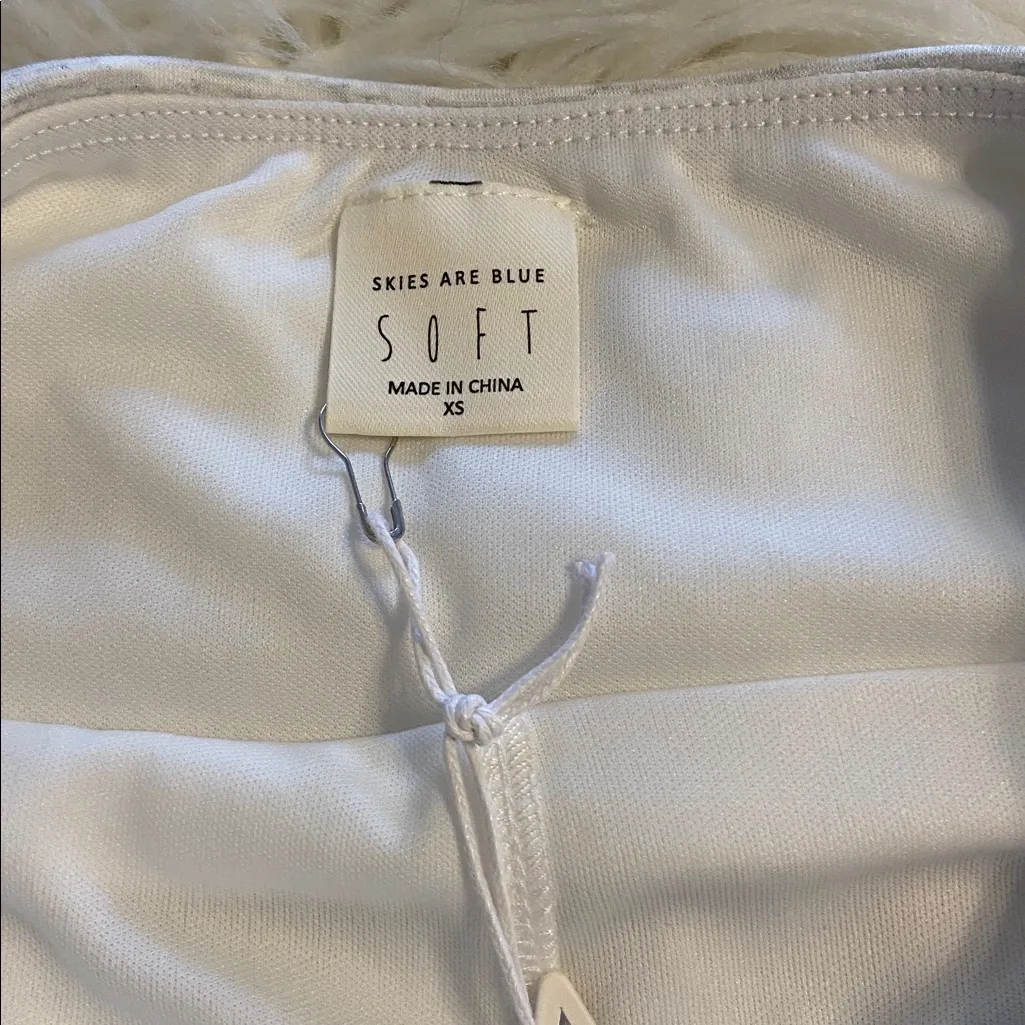 SKIES ARE BLUE
SOFT
MADE IN CHINA
XS